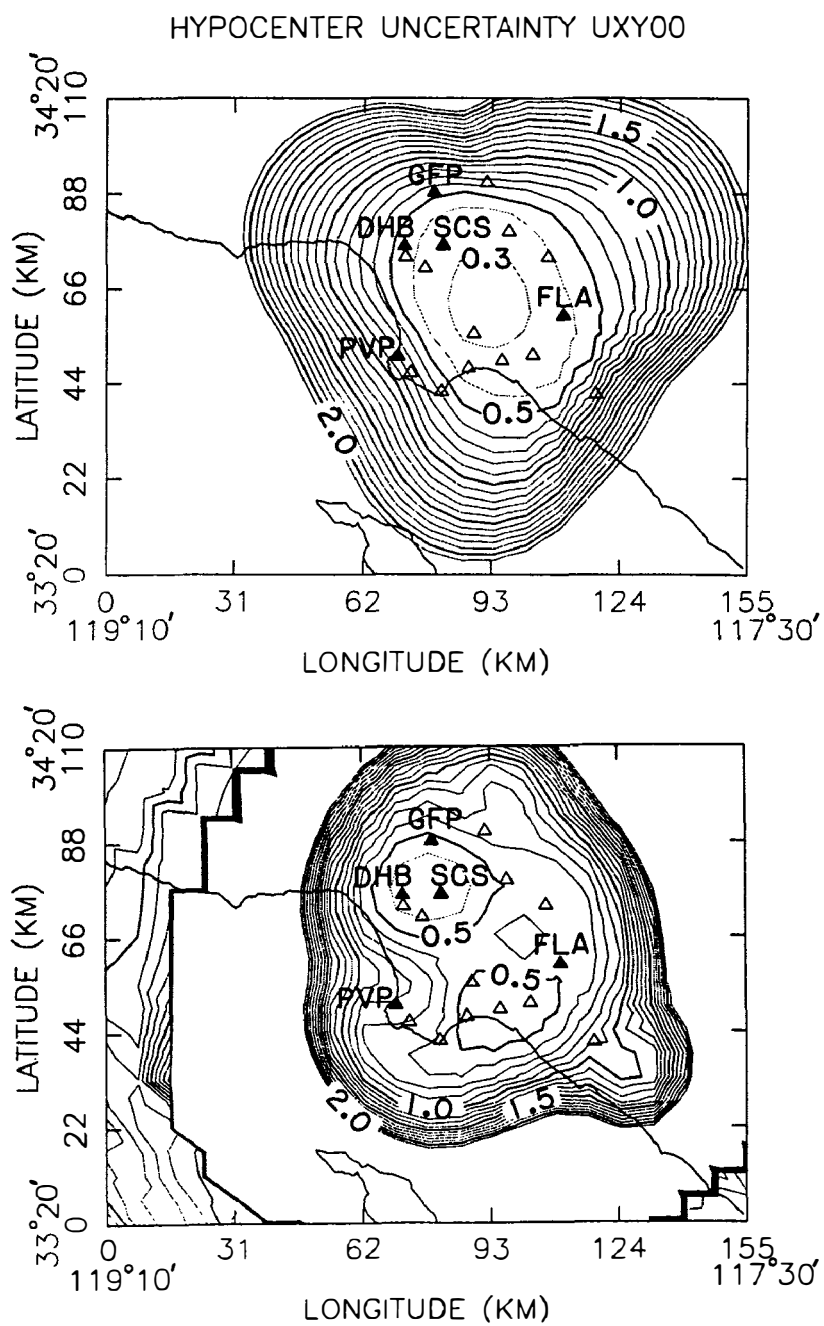 HYPOCENTER UNCERTAINTY UXY00
34°20'
110
1.5
GFP
88
1.0
DHB SCS
0.3
66
FLA
LATITUDE (KM)
PVP
44
0.5
2.0
22
33°20'
0
0 31 62 93 124 155
119°10' 117°30'
LONGITUDE (KM)
34°20'
110
GFP
88
DHB SCS
0.5
66
FLA
LATITUDE (KM)
0.5
PVP
44
2.0 1.0 1.5
22
33°20'
0
0 31 62 93 124 155
119°10' 117°30'
LONGITUDE (KM)